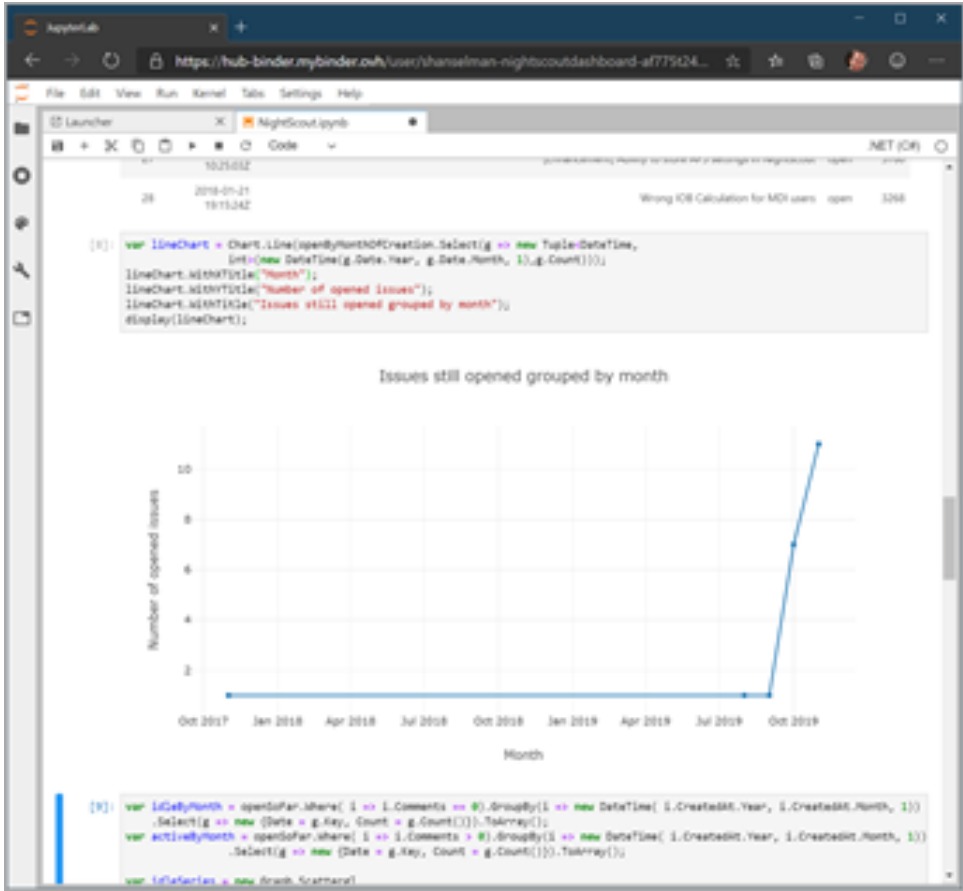 JupyterLab
https://hub-binder.mybinder.ovh/user/shanselman-nightscoutdashboard-af775t24...
File Edit View Run Kernel Tabs Settings Help
Launcher
NightScout.ipynb
Code
.NET (C#)
10:25:03Z
28 2018-01-21 19:15:24Z Wrong IOB Calculation for MDI users open 3268
var lineChart = Chart.Line(openByMonthOfCreation.Select(g => new Tuple<DateTime,
int>(new DateTime(g.Date.Year, g.Date.Month, 1),g.Count)));
lineChart.WithXTitle("Month");
lineChart.WithYTitle("Number of opened issues");
lineChart.WithTitle("Issues still opened grouped by month");
display(lineChart);
Issues still opened grouped by month
Number of opened issues
10
8
6
4
2
Oct 2017 Jan 2018 Apr 2018 Jul 2018 Oct 2018 Jan 2019 Apr 2019 Jul 2019 Oct 2019
Month
[9]: var idleByMonth = openSoFar.Where( i => i.Comments == 0).GroupBy(i => new DateTime( i.CreatedAt.Year, i.CreatedAt.Month, 1))
.Select(g => new {Date = g.Key, Count = g.Count()}).ToArray();
var activeByMonth = openSoFar.Where( i => i.Comments > 0).GroupBy(i => new DateTime( i.CreatedAt.Year, i.CreatedAt.Month, 1))
.Select(g => new {Date = g.Key, Count = g.Count()}).ToArray();
var idleSeries = new Graph.Scattergl